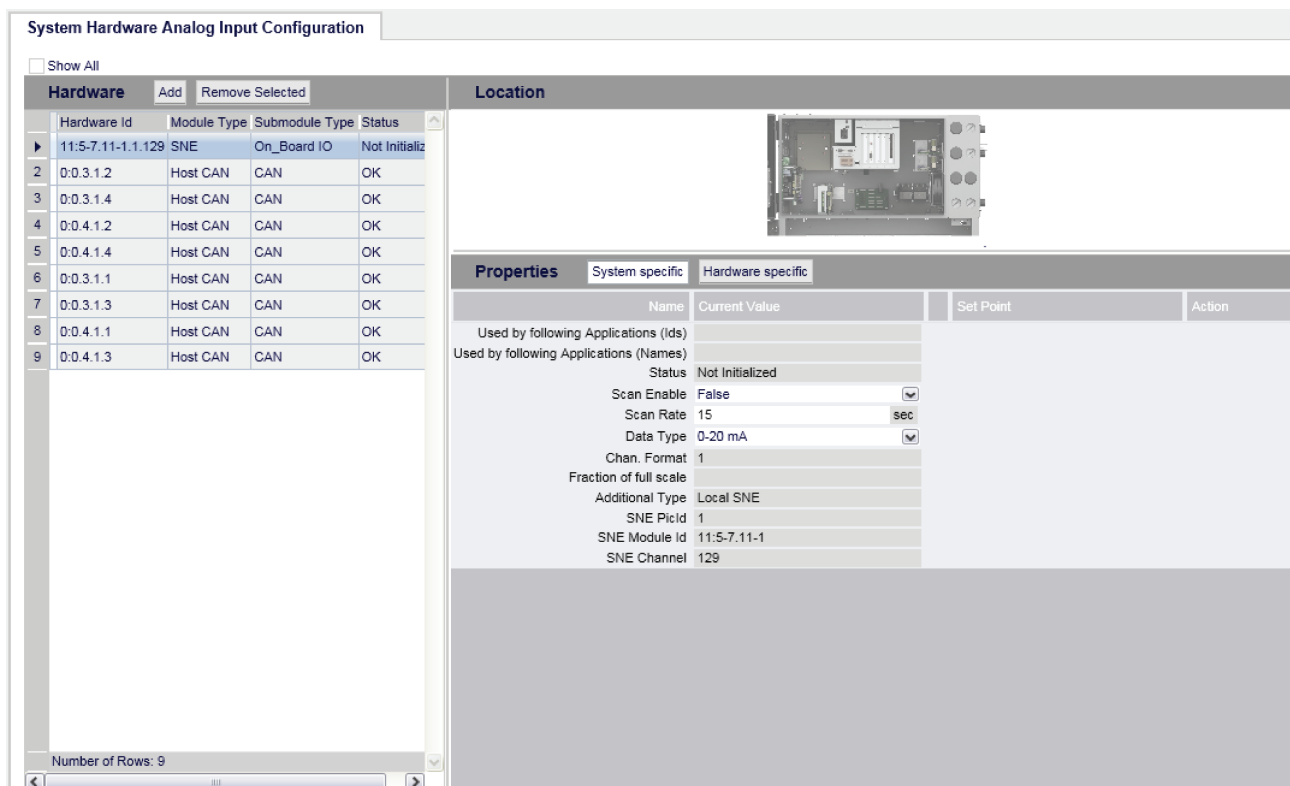 System Hardware Analog Input Configuration
Show All
Hardware Add Remove Selected
Hardware Id Module Type Submodule Type Status
11:5-7.11-1.1.129 SNE On_Board IO Not Initializ
2 0:0.3.1.2 Host CAN CAN OK
3 0:0.3.1.4 Host CAN CAN OK
4 0:0.4.1.2 Host CAN CAN OK
5 0:0.4.1.4 Host CAN CAN OK
6 0:0.3.1.1 Host CAN CAN OK
7 0:0.3.1.3 Host CAN CAN OK
8 0:0.4.1.1 Host CAN CAN OK
9 0:0.4.1.3 Host CAN CAN OK
Number of Rows: 9
Location
Properties System specific Hardware specific
Name Current Value Set Point Action
Used by following Applications (Ids)
Used by following Applications (Names)
Status Not Initialized
Scan Enable False
Scan Rate 15 sec
Data Type 0-20 mA
Chan. Format 1
Fraction of full scale
Additional Type Local SNE
SNE PicId 1
SNE Module Id 11:5-7.11-1
SNE Channel 129